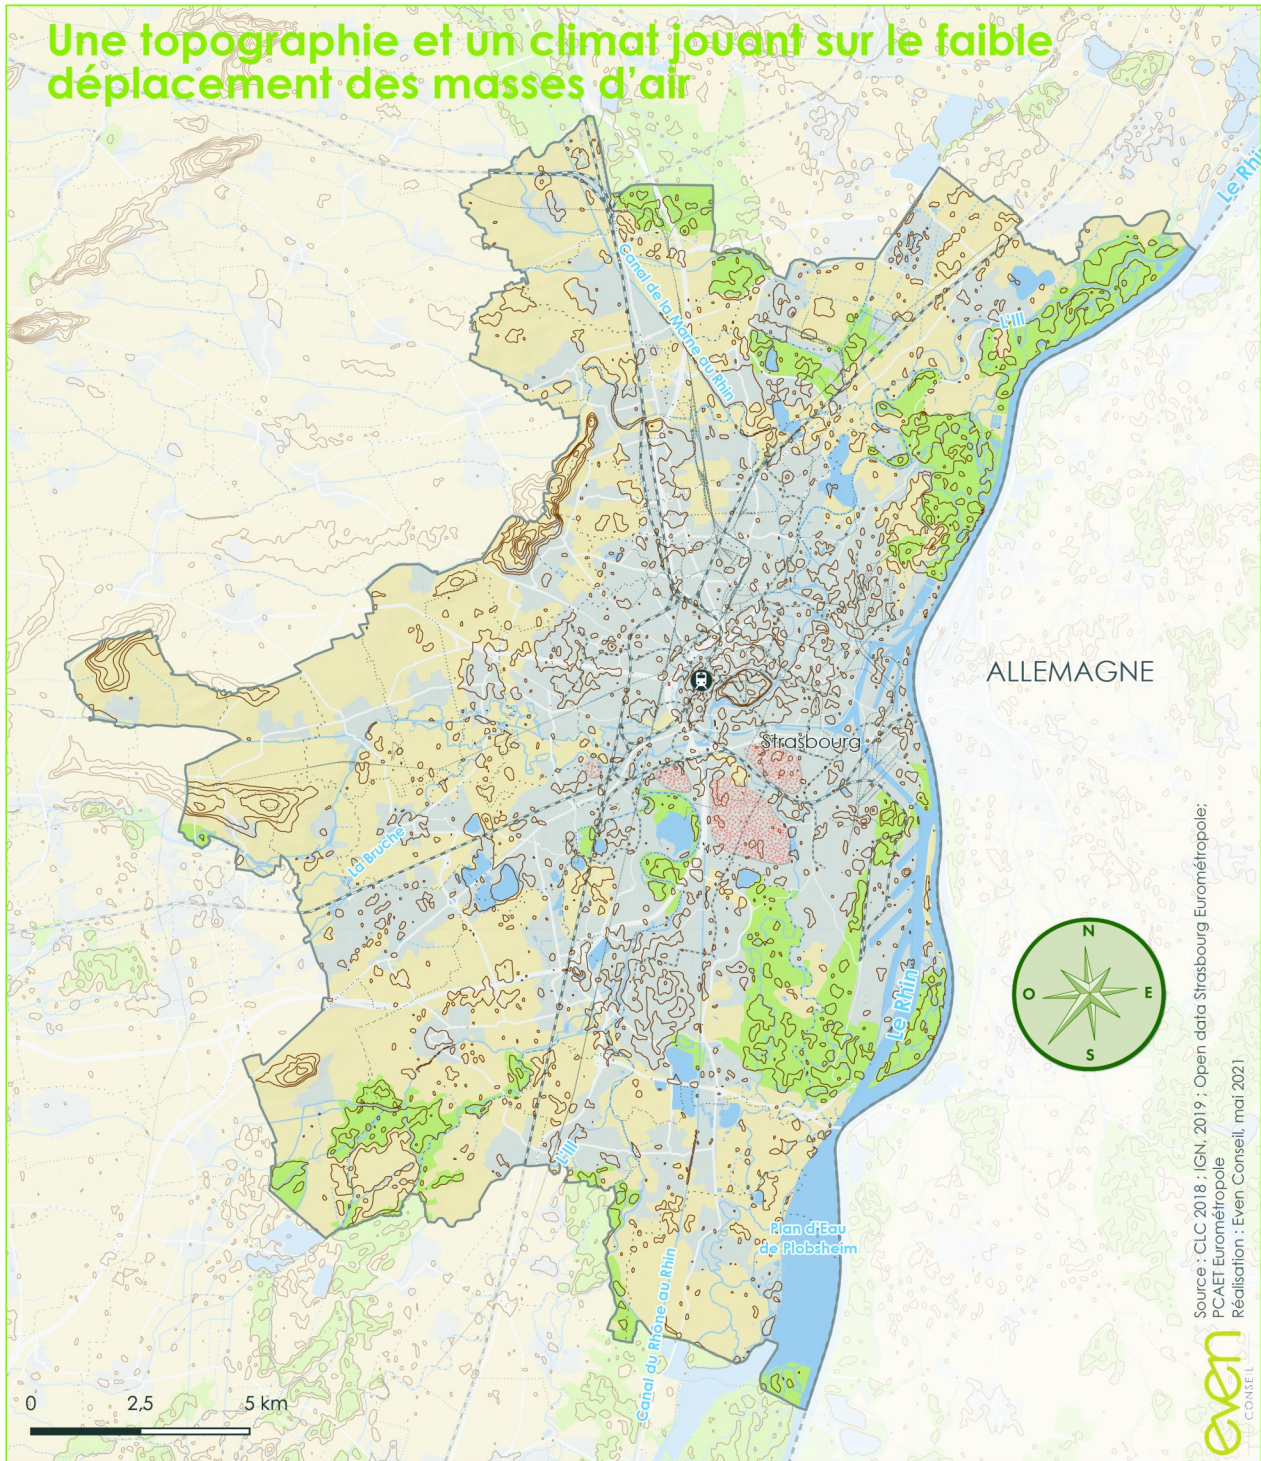 Une topographie et un climat jouant sur le faible
déplacement des masses d'air
Le Rhin
Canal de la Marne au Rhin
L'Ill
ALLEMAGNE
Strasbourg
La Bruche
N
O
E
S
Le Rhin
L'Ill
Plan d'Eau
de Plobsheim
Canal du Rhône au Rhin
0
2,5
5 km
Source : CLC 2018 ; IGN, 2019 ; Open data Strasbourg Eurométropole;
PCAET Eurométropole
Réalisation : Even Conseil, mai 2021
even
CONSEIL